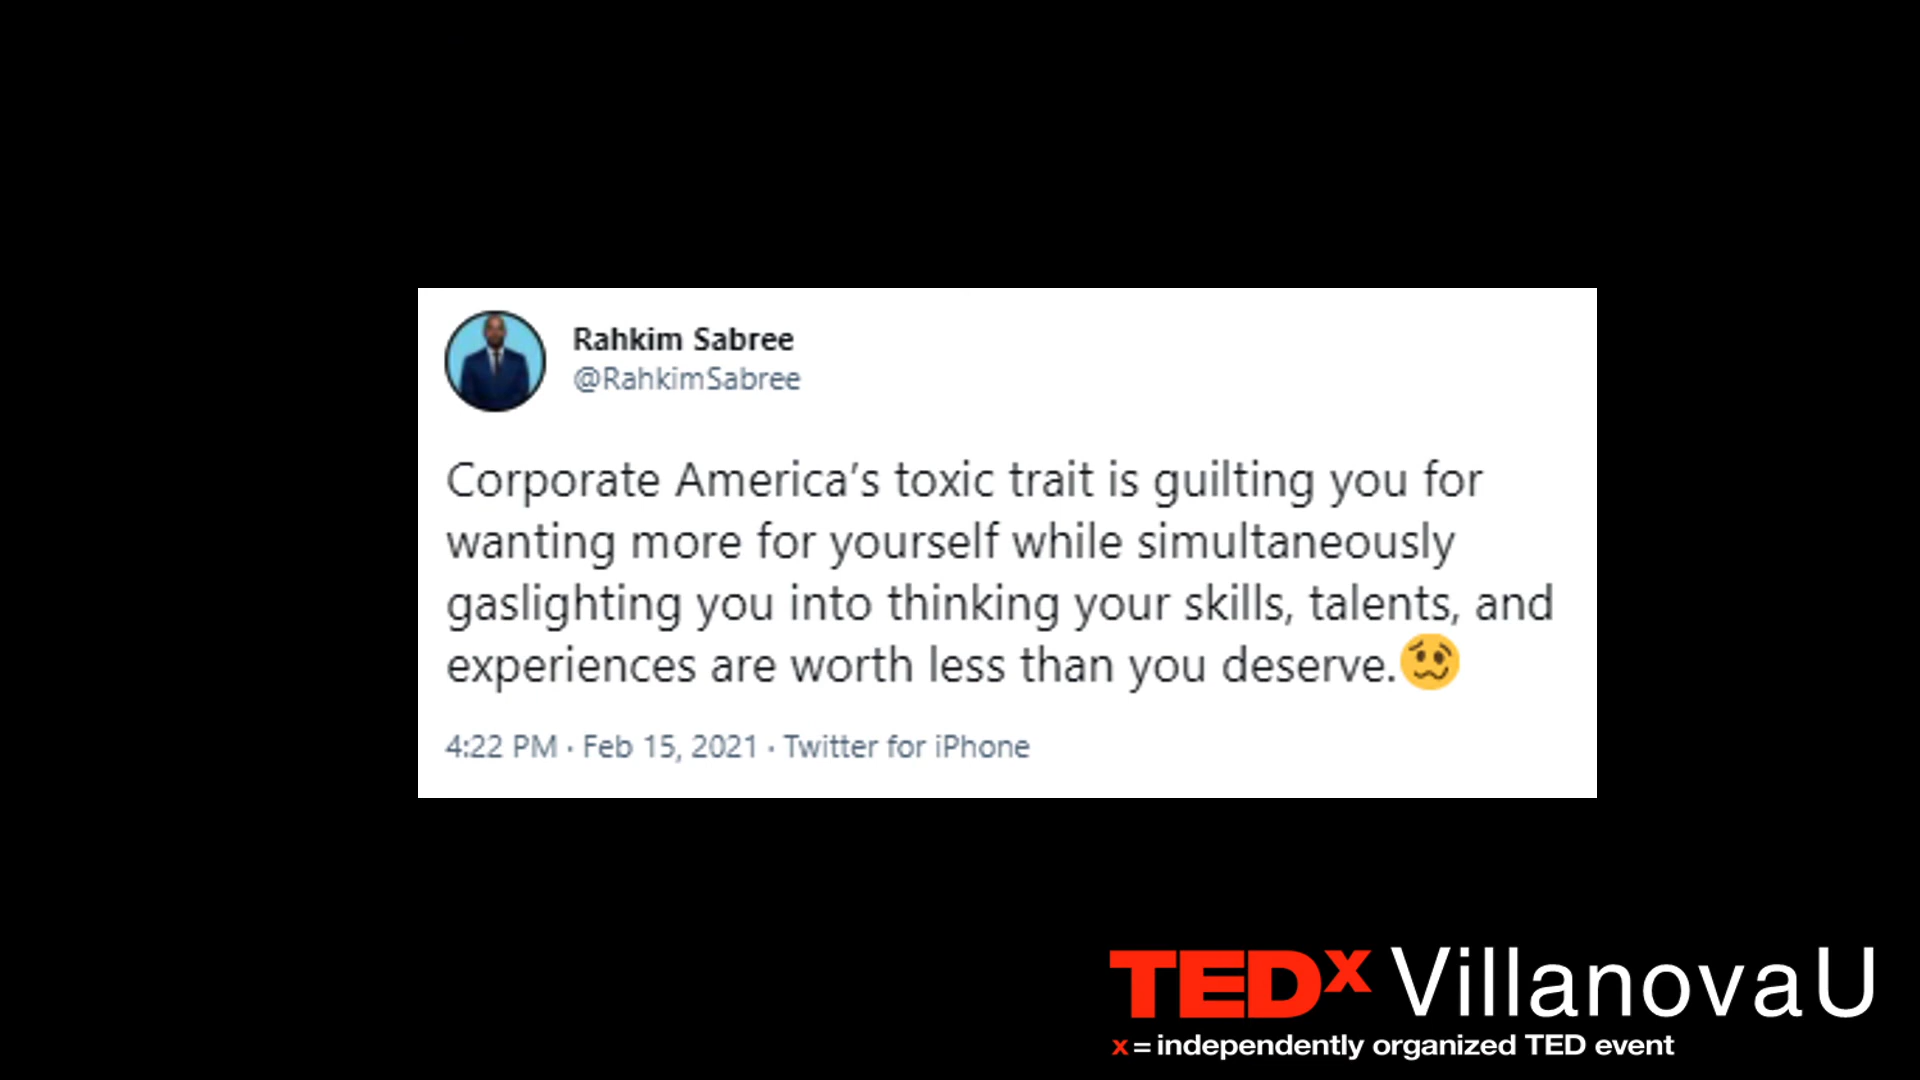 Rahkim Sabree
@RahkimSabree
Corporate America’s toxic trait is guilting you for
wanting more for yourself while simultaneously
gaslighting you into thinking your skills, talents, and
experiences are worth less than you deserve.🥴
4:22 PM · Feb 15, 2021 · Twitter for iPhone
TEDx VillanovaU
x = independently organized TED event